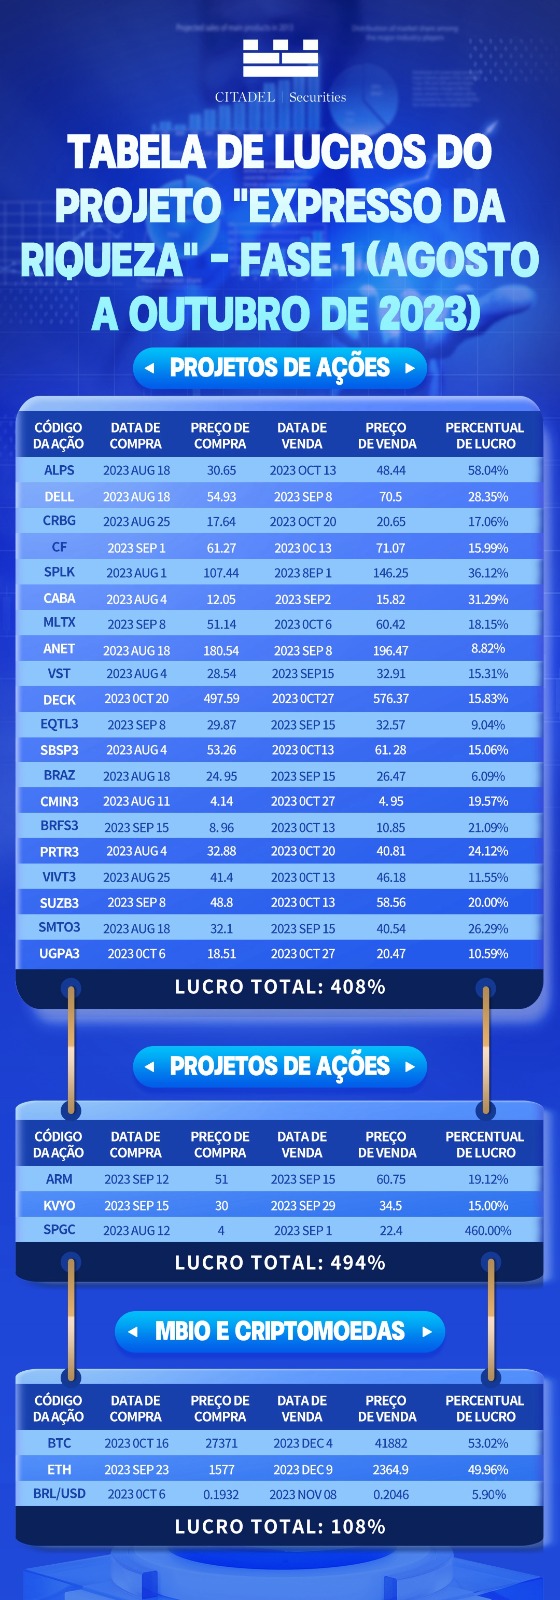 Projected sales of main products in 2015
CITADEL | Securities
TABELA DE LUCROS DO
PROJETO "EXPRESSO DA
RIQUEZA" - FASE 1 (AGOSTO
A OUTUBRO DE 2023)
PROJETOS DE AÇÕES
CÓDIGO DA AÇÃO DATA DE COMPRA PREÇO DE COMPRA DATA DE VENDA PREÇO DE VENDA PERCENTUAL DE LUCRO
ALPS 2023 AUG 18 30.65 2023 OCT 13 48.44 58.04%
DELL 2023 AUG 18 54.93 2023 SEP 8 70.5 28.35%
CRBG 2023 AUG 25 17.64 2023 OCT 20 20.65 17.06%
CF 2023 SEP 1 61.27 2023 0C 13 71.07 15.99%
SPLK 2023 AUG 1 107.44 2023 8EP 1 146.25 36.12%
CABA 2023 AUG 4 12.05 2023 SEP2 15.82 31.29%
MLTX 2023 SEP 8 51.14 2023 0CT 6 60.42 18.15%
ANET 2023 AUG 18 180.54 2023 SEP 8 196.47 8.82%
VST 2023 AUG 4 28.54 2023 SEP15 32.91 15.31%
DECK 2023 0CT 20 497.59 2023 0CT27 576.37 15.83%
EQTL3 2023 SEP 8 29.87 2023 SEP 15 32.57 9.04%
SBSP3 2023 AUG 4 53.26 2023 0CT13 61. 28 15.06%
BRAZ 2023 AUG 18 24. 95 2023 SEP 15 26.47 6.09%
CMIN3 2023 AUG 11 4.14 2023 0CT 27 4. 95 19.57%
BRFS3 2023 SEP 15 8. 96 2023 0CT 13 10.85 21.09%
PRTR3 2023 AUG 4 32.88 2023 0CT 20 40.81 24.12%
VIVT3 2023 AUG 25 41.4 2023 0CT 13 46.18 11.55%
SUZB3 2023 SEP 8 48.8 2023 0CT 13 58.56 20.00%
SMTO3 2023 AUG 18 32.1 2023 SEP 15 40.54 26.29%
UGPA3 2023 0CT 6 18.51 2023 0CT 27 20.47 10.59%
LUCRO TOTAL: 408%
PROJETOS DE AÇÕES
CÓDIGO DA AÇÃO DATA DE COMPRA PREÇO DE COMPRA DATA DE VENDA PREÇO DE VENDA PERCENTUAL DE LUCRO
ARM 2023 SEP 12 51 2023 SEP 15 60.75 19.12%
KVYO 2023 SEP 15 30 2023 SEP 29 34.5 15.00%
SPGC 2023 AUG 12 4 2023 SEP 1 22.4 460.00%
LUCRO TOTAL: 494%
MBIO E CRIPTOMOEDAS
CÓDIGO DA AÇÃO DATA DE COMPRA PREÇO DE COMPRA DATA DE VENDA PREÇO DE VENDA PERCENTUAL DE LUCRO
BTC 2023 0CT 16 27371 2023 DEC 4 41882 53.02%
ETH 2023 SEP 23 1577 2023 DEC 9 2364.9 49.96%
BRL/USD 2023 0CT 6 0.1932 2023 NOV 08 0.2046 5.90%
LUCRO TOTAL: 108%